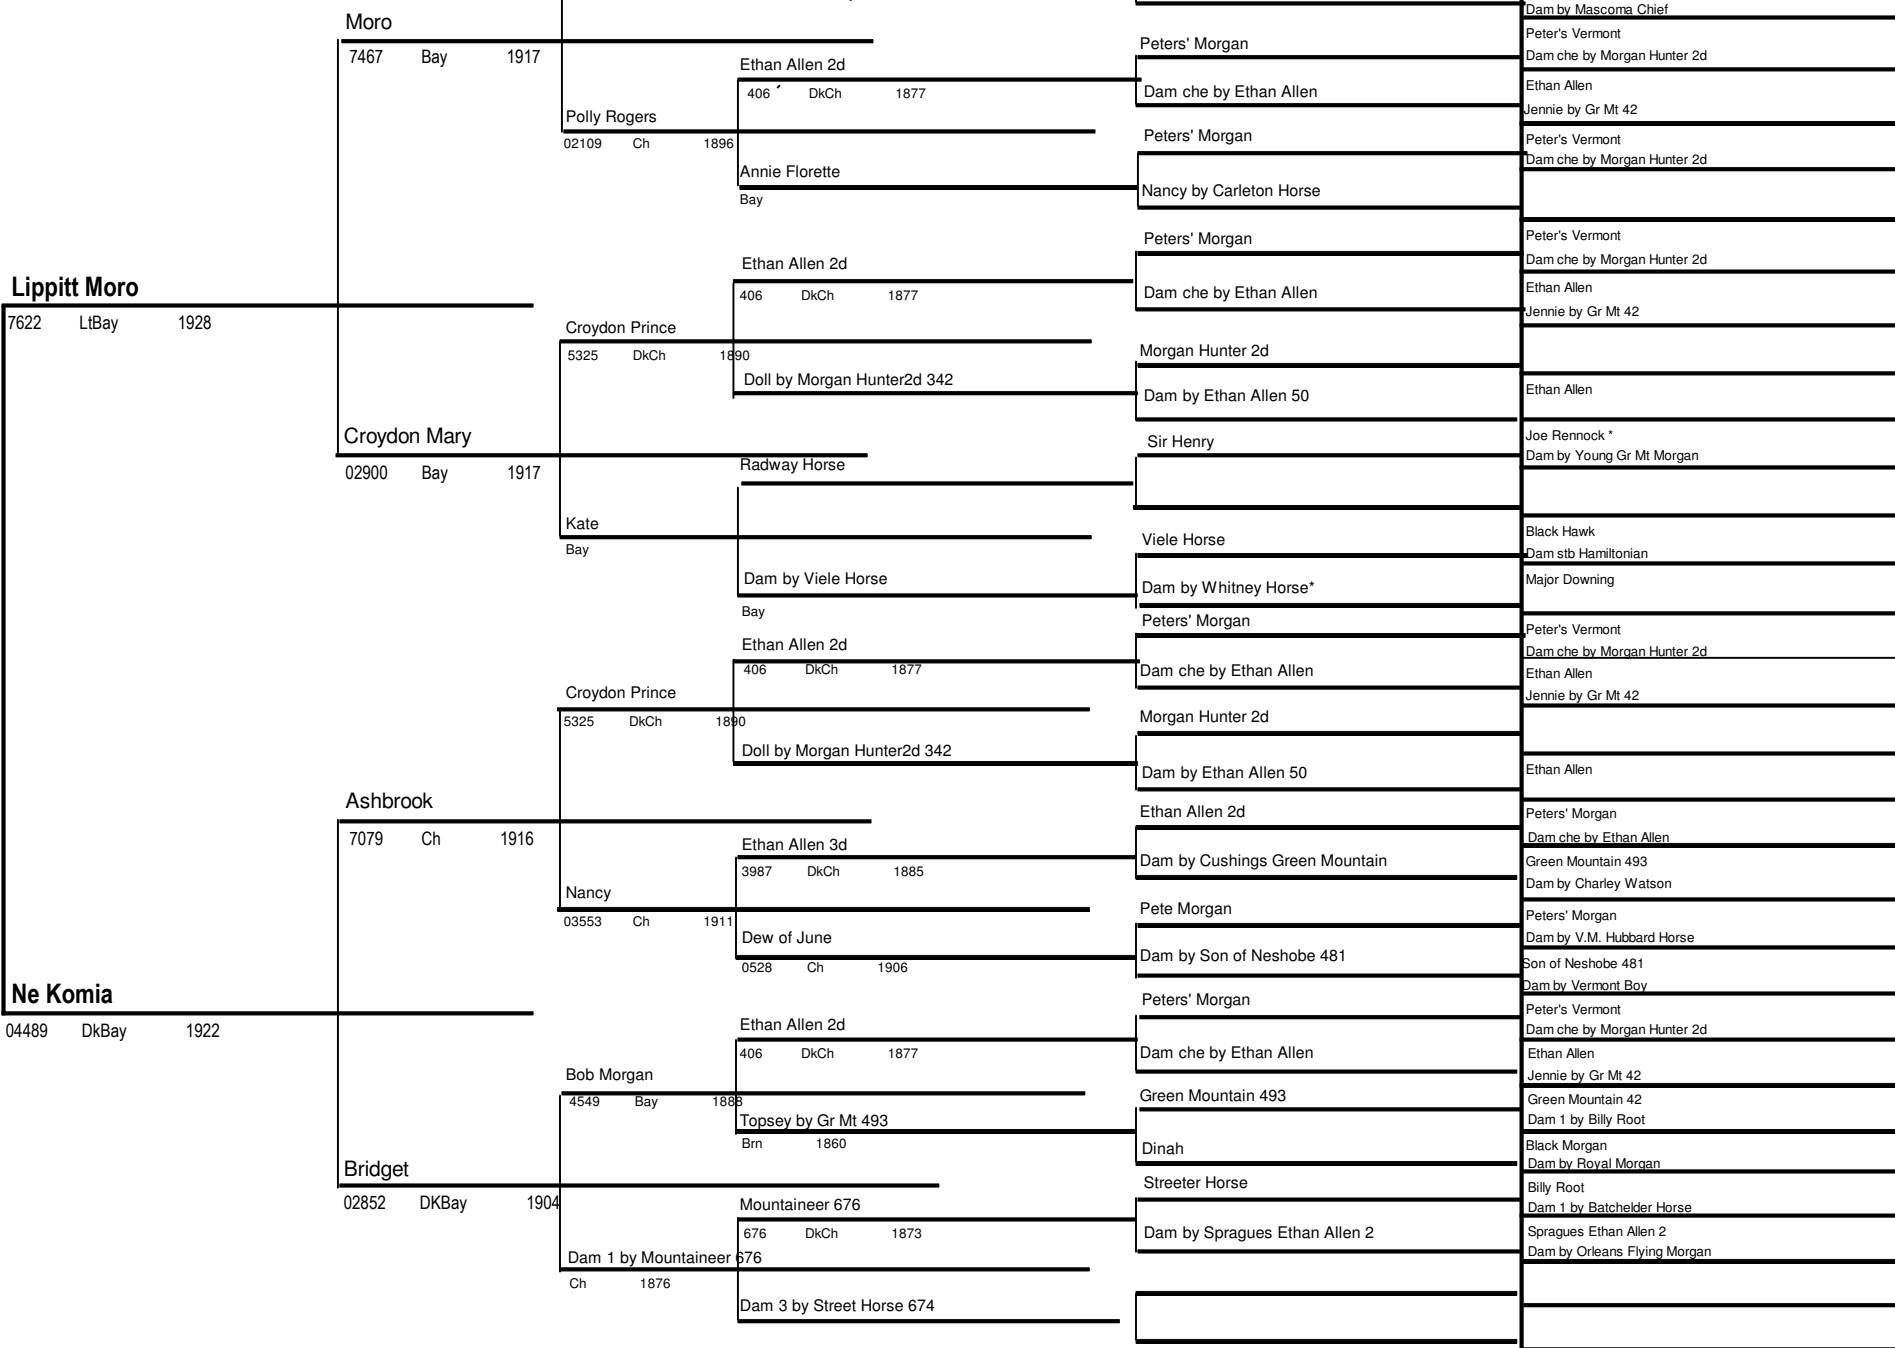 Lippitt Moro
7622 LtBay 1928
Ne Komia
04489 DkBay 1922
Moro
7467 Bay 1917
Croydon Mary
02900 Bay 1917
Ashbrook
7079 Ch 1916
Bridget
02852 DKBay 1904
Polly Rogers
02109 Ch 1896
Croydon Prince
5325 DkCh 1890
Kate
Bay
Croydon Prince
5325 DkCh 1890
Nancy
03553 Ch 1911
Bob Morgan
4549 Bay 1888
Dam 1 by Mountaineer 676
Ch 1876
Ethan Allen 2d
406 DkCh 1877
Annie Florette
Bay
Ethan Allen 2d
406 DkCh 1877
Doll by Morgan Hunter2d 342
Radway Horse
Dam by Viele Horse
Bay
Ethan Allen 2d
406 DkCh 1877
Doll by Morgan Hunter2d 342
Ethan Allen 3d
3987 DkCh 1885
Dew of June
0528 Ch 1906
Ethan Allen 2d
406 DkCh 1877
Topsey by Gr Mt 493
Brn 1860
Mountaineer 676
676 DkCh 1873
Dam 3 by Street Horse 674
Peters' Morgan
Dam che by Ethan Allen
Peters' Morgan
Nancy by Carleton Horse
Peters' Morgan
Dam che by Ethan Allen
Morgan Hunter 2d
Dam by Ethan Allen 50
Sir Henry
Viele Horse
Dam by Whitney Horse*
Peters' Morgan
Dam che by Ethan Allen
Morgan Hunter 2d
Dam by Ethan Allen 50
Ethan Allen 2d
Dam by Cushings Green Mountain
Pete Morgan
Dam by Son of Neshobe 481
Peters' Morgan
Dam che by Ethan Allen
Green Mountain 493
Dinah
Streeter Horse
Dam by Spragues Ethan Allen 2
Dam by Mascoma Chief
Peter's Vermont
Dam che by Morgan Hunter 2d
Ethan Allen
Jennie by Gr Mt 42
Peter's Vermont
Dam che by Morgan Hunter 2d
Peter's Vermont
Dam che by Morgan Hunter 2d
Ethan Allen
Jennie by Gr Mt 42
Ethan Allen
Joe Rennock *
Dam by Young Gr Mt Morgan
Black Hawk
Dam stb Hamiltonian
Major Downing
Peter's Vermont
Dam che by Morgan Hunter 2d
Ethan Allen
Jennie by Gr Mt 42
Ethan Allen
Peters' Morgan
Dam che by Ethan Allen
Green Mountain 493
Dam by Charley Watson
Peters' Morgan
Dam by V.M. Hubbard Horse
Son of Neshobe 481
Dam by Vermont Boy
Peter's Vermont
Dam che by Morgan Hunter 2d
Ethan Allen
Jennie by Gr Mt 42
Green Mountain 42
Dam 1 by Billy Root
Black Morgan
Dam by Royal Morgan
Billy Root
Dam 1 by Batchelder Horse
Spragues Ethan Allen 2
Dam by Orleans Flying Morgan